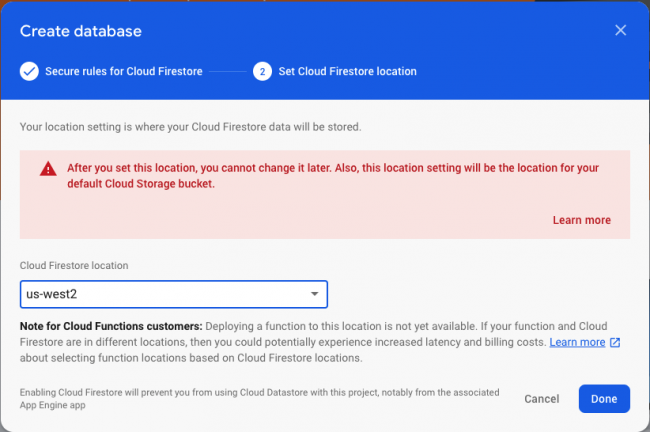 Create database
Secure rules for Cloud Firestore
2 Set Cloud Firestore location
Your location setting is where your Cloud Firestore data will be stored.
After you set this location, you cannot change it later. Also, this location setting will be the location for your
default Cloud Storage bucket.
Learn more
Cloud Firestore location
us-west2
Note for Cloud Functions customers: Deploying a function to this location is not yet available. If your function and Cloud
Firestore are in different locations, then you could potentially experience increased latency and billing costs. Learn more
about selecting function locations based on Cloud Firestore locations.
Enabling Cloud Firestore will prevent you from using Cloud Datastore with this project, notably from the associated
App Engine app
Cancel
Done